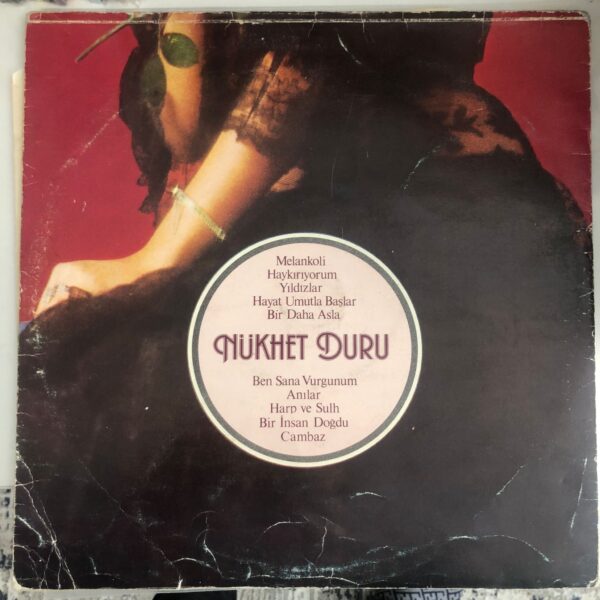 Melankoli
Haykırıyorum
Yıldızlar
Hayat Umutla Başlar
Bir Daha Asla
NÜKHET DURU
Ben Sana Vurgunum
Anılar
Harp ve Sulh
Bir İnsan Doğdu
Cambaz